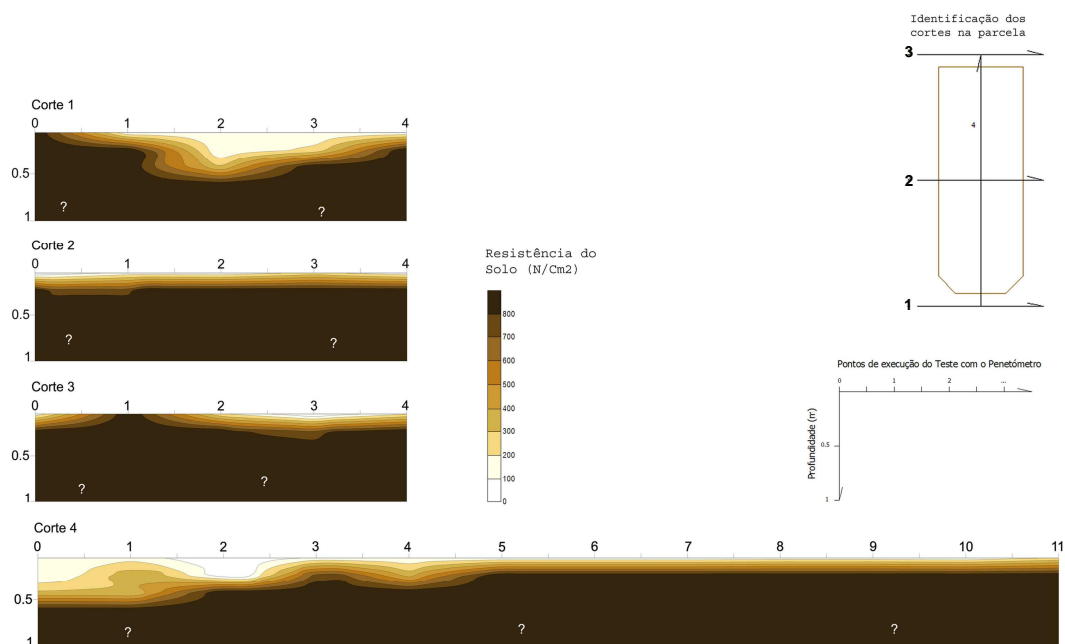 Identificação dos
cortes na parcela
3
4
2
1
Corte 1
0 1 2 3 4
0.5
1
? ?
Corte 2
0 1 2 3 4
0.5
1
? ?
Corte 3
0 1 2 3 4
0.5
1
? ?
Resistência do
Solo (N/Cm2)
800
700
600
500
400
300
200
100
0
Pontos de execução do Teste com o Penetómetro
0 1 2 ...
Profundidade (m)
0.5
1
Corte 4
0 1 2 3 4 5 6 7 8 9 10 11
0.5
1
? ? ?